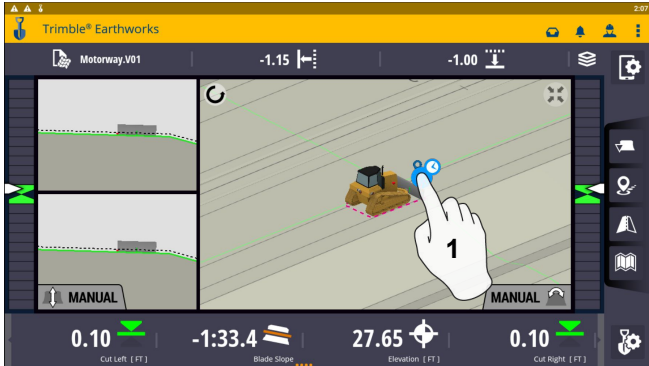 2:07
Trimble® Earthworks
Motorway.V01
-1.15
-1.00
1
MANUAL
MANUAL
0.10
Cut Left [ FT ]
-1:33.4
Blade Slope
27.65
Elevation [ FT ]
0.10
Cut Right [ FT ]